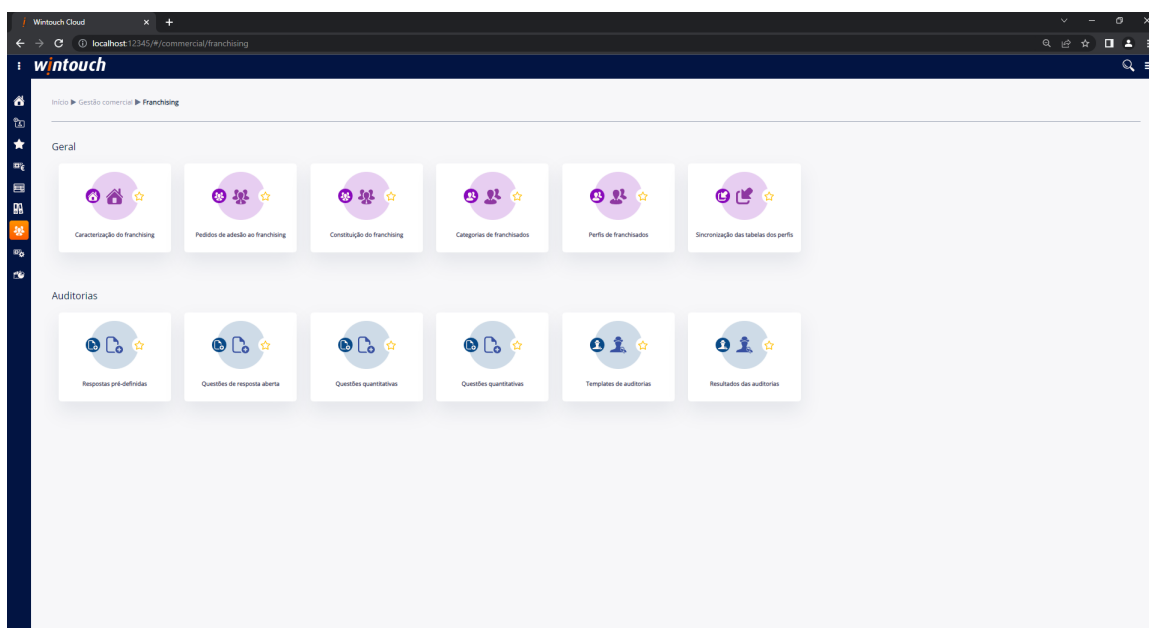 Wintouch Cloud
localhost:12345/#/commercial/franchising
wintouch
Início ▶ Gestão comercial ▶ Franchising
Geral
Caracterização do franchising
Pedidos de adesão ao franchising
Constituição do franchising
Categorias de franchisados
Perfis de franchisados
Sincronização das tabelas dos perfis
Auditorias
Respostas pré-definidas
Questões de resposta aberta
Questões quantitativas
Questões quantitativas
Templates de auditorias
Resultados das auditorias